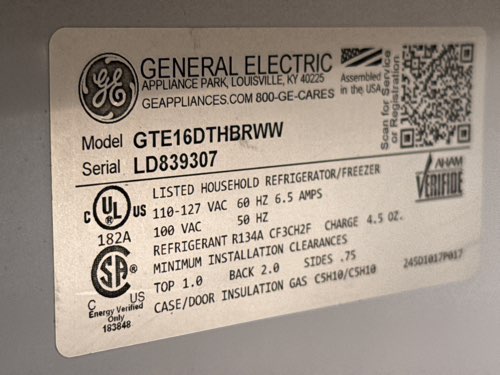 GE
GENERAL ELECTRIC
APPLIANCE PARK, LOUISVILLE, KY 40225
GEAPPLIANCES.COM 800-GE-CARES
Assembled
in the USA
Scan for Service
or Registration
Model GTE16DTHBRWW
Serial LD839307
AHAM
VERIFIDE
C UL US
182A
LISTED HOUSEHOLD REFRIGERATOR/FREEZER
110-127 VAC 60 HZ 6.5 AMPS
100 VAC 50 HZ
REFRIGERANT R134A CF3CH2F CHARGE 4.5 OZ.
MINIMUM INSTALLATION CLEARANCES
TOP 1.0 BACK 2.0 SIDES .75
CASE/DOOR INSULATION GAS C5H10/C5H10
245D1017P017
SA
C US
Energy Verified
Only
183848